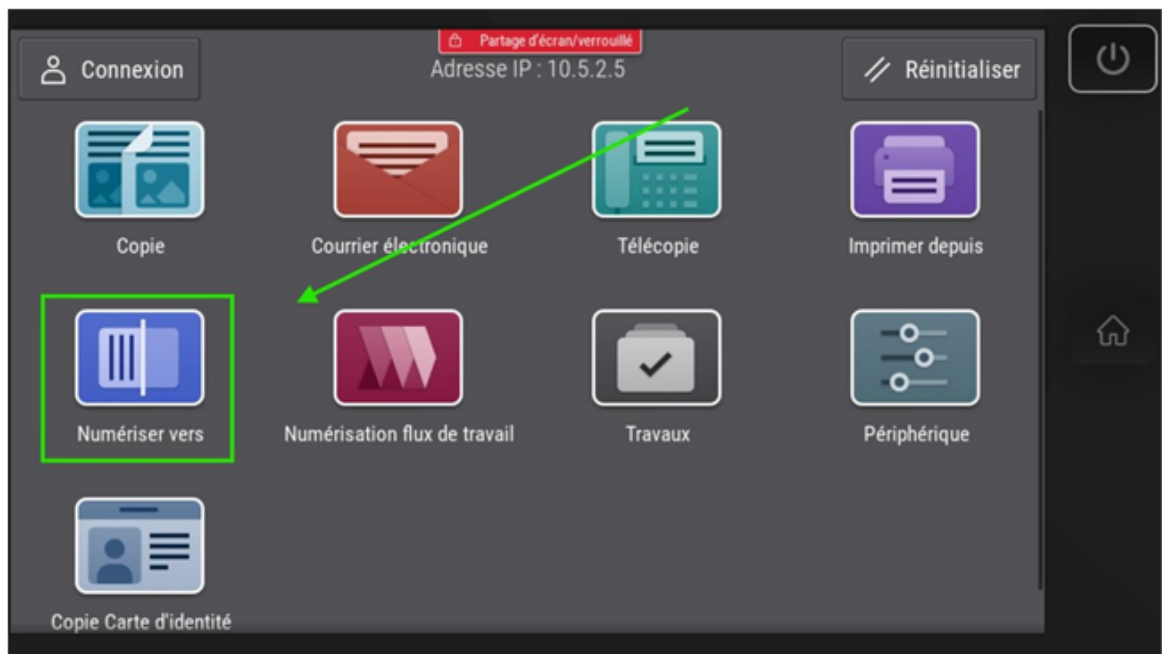 Partage d'écran/verrouillé
Connexion
Adresse IP : 10.5.2.5
Réinitialiser
Copie
Courrier électronique
Télécopie
Imprimer depuis
Numériser vers
Numérisation flux de travail
Travaux
Périphérique
Copie Carte d'identité